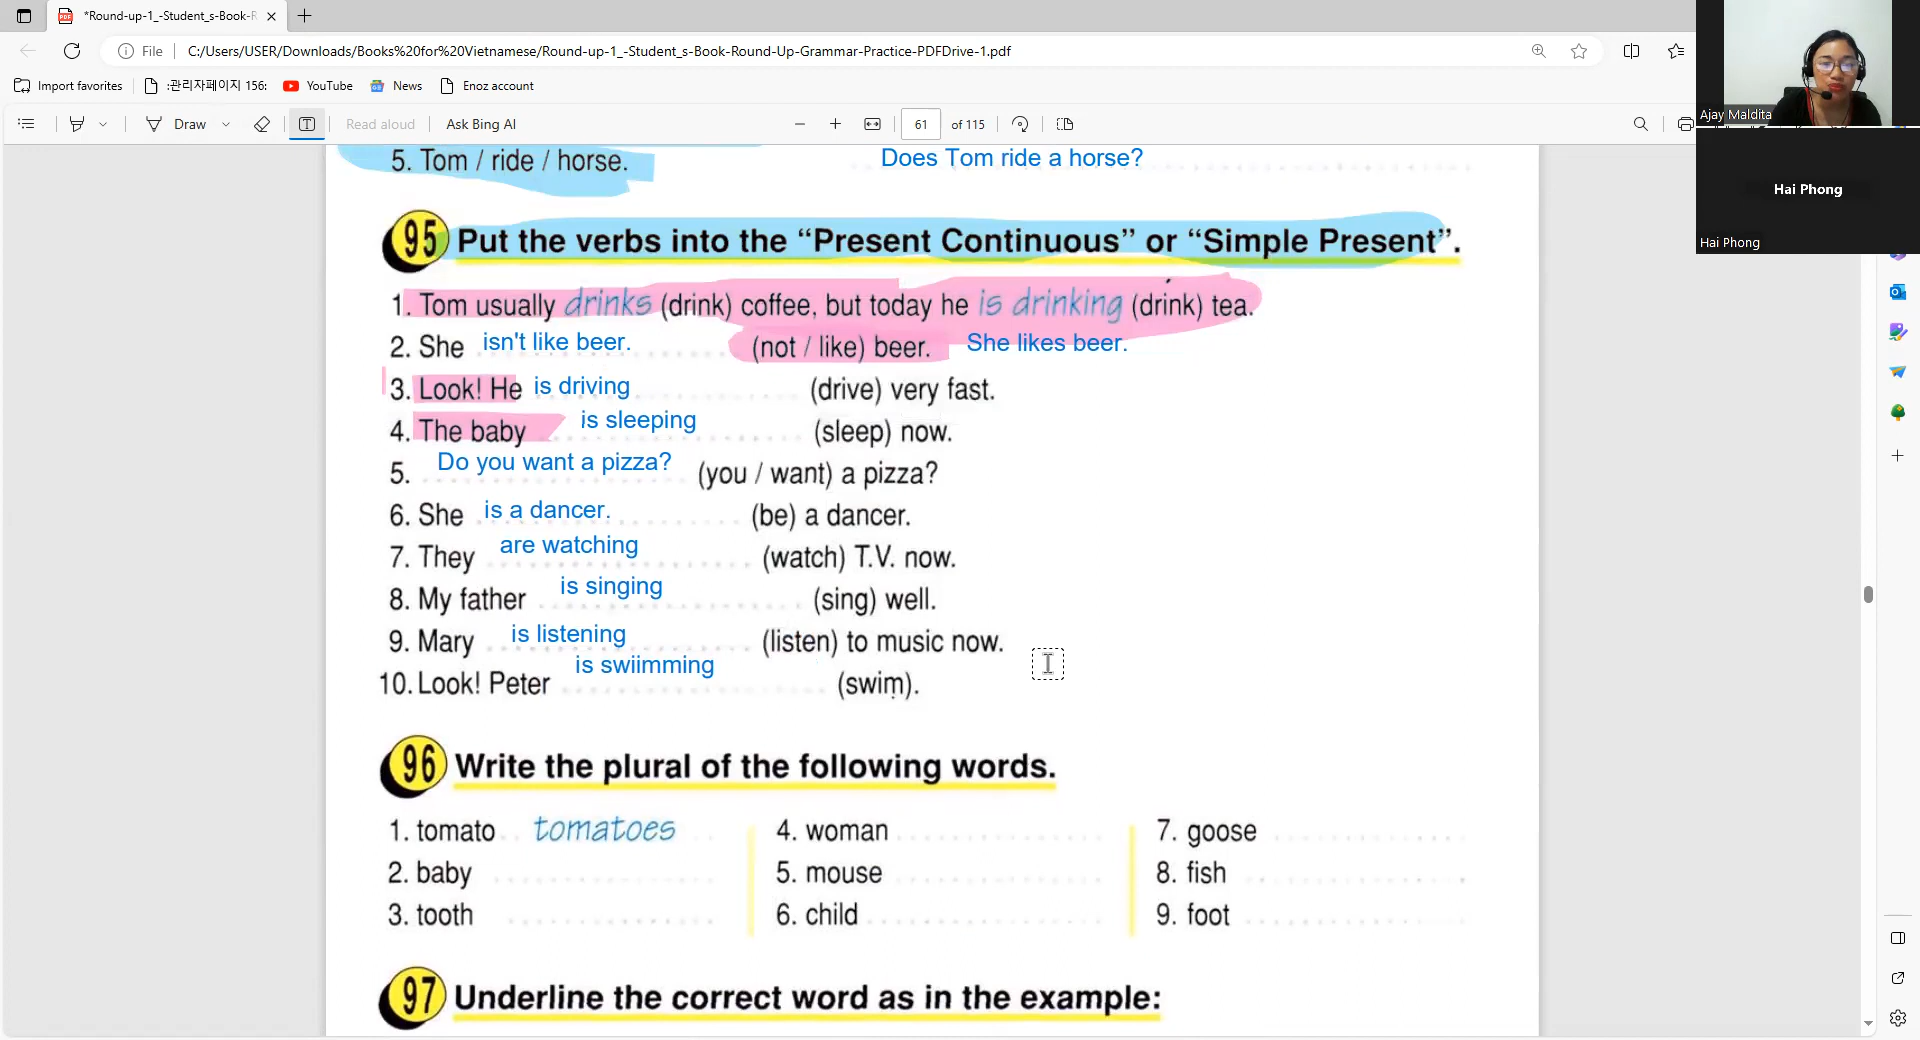 *Round-up-1_-Student_s-Book-R
File C:/Users/USER/Downloads/Books%20for%20Vietnamese/Round-up-1_-Student_s-Book-Round-Up-Grammar-Practice-PDFDrive-1.pdf
Import favorites :관리자페이지 156: YouTube News Enoz account
Draw Read aloud Ask Bing AI 61 of 115
Ajay Maldita
Hai Phong
Hai Phong
5. Tom / ride / horse. Does Tom ride a horse?
95 Put the verbs into the “Present Continuous” or “Simple Present”.
1. Tom usually drinks (drink) coffee, but today he is drinking (drink) tea.
2. She isn't like beer. (not / like) beer. She likes beer.
3. Look! He is driving (drive) very fast.
4. The baby is sleeping (sleep) now.
5. Do you want a pizza? (you / want) a pizza?
6. She is a dancer. (be) a dancer.
7. They are watching (watch) T.V. now.
8. My father is singing (sing) well.
9. Mary is listening (listen) to music now.
10. Look! Peter is swiimming (swim).
96 Write the plural of the following words.
1. tomato tomatoes 4. woman 7. goose
2. baby 5. mouse 8. fish
3. tooth 6. child 9. foot
97 Underline the correct word as in the example: